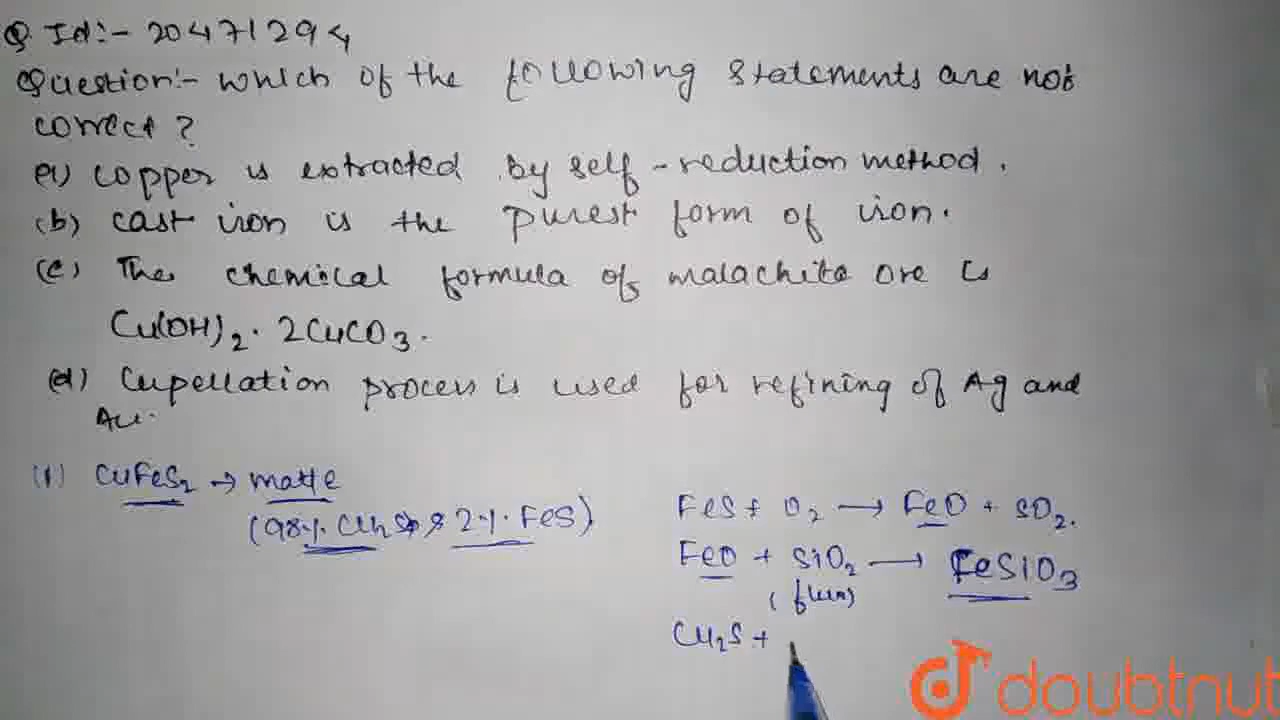 Q. Id:- 20471294
Question:- which of the following statements are not
correct?
(a) copper is extracted by self-reduction method.
(b) cast iron is the purest form of iron.
(c) The chemical formula of malachite ore is
Cu(OH)2. 2CuCO3.
(d) Cupellation process is used for refining of Ag and
Au.
(1) CuFeS2 → matte
(98% Cu2S & 2% FeS)
FeS + O2 → FeO + SO2.
FeO + SiO2 → FeSiO3
(flux)
Cu2S +
doubtnut